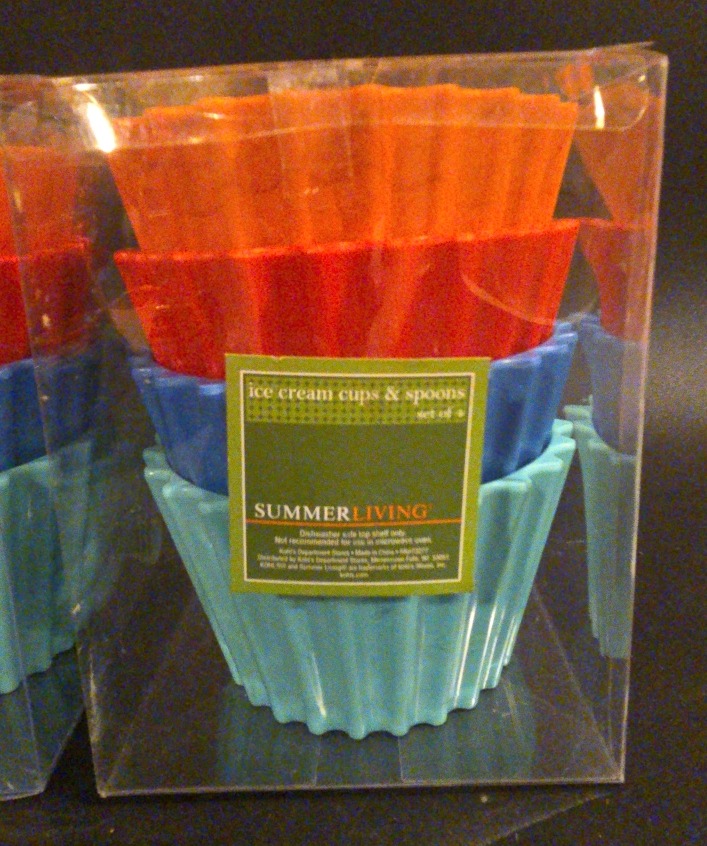 ice cream cups & spoons
set of 4
SUMMERLIVING
Dishwasher safe top shelf only.
Not recommended for use in microwave oven.
Kohl's Department Stores • Made in China •
Distributed by Kohl's Department Stores, Menomonee Falls, WI 53051
KOHL'S® and Summer Living® are trademarks of Kohl's Illinois, Inc.
kohls.com